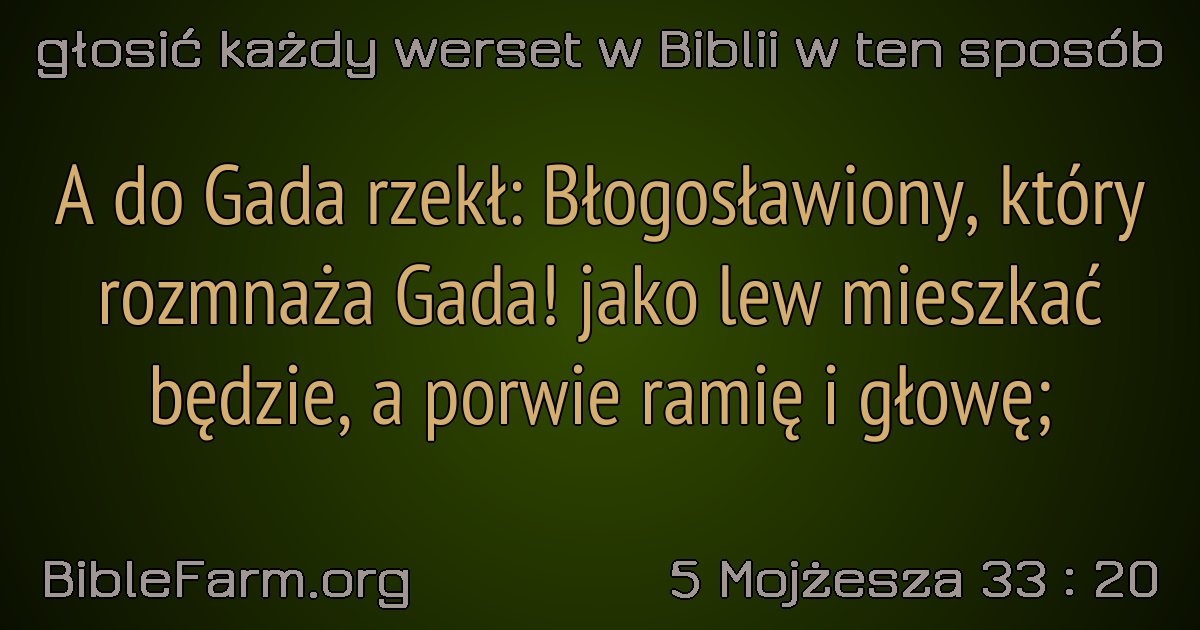 głosić każdy werset w Biblii w ten sposób
A do Gada rzekł: Błogosławiony, który
rozmnaża Gada! jako lew mieszkać
będzie, a porwie ramię i głowę;
BibleFarm.org
5 Mojżesza 33 : 20